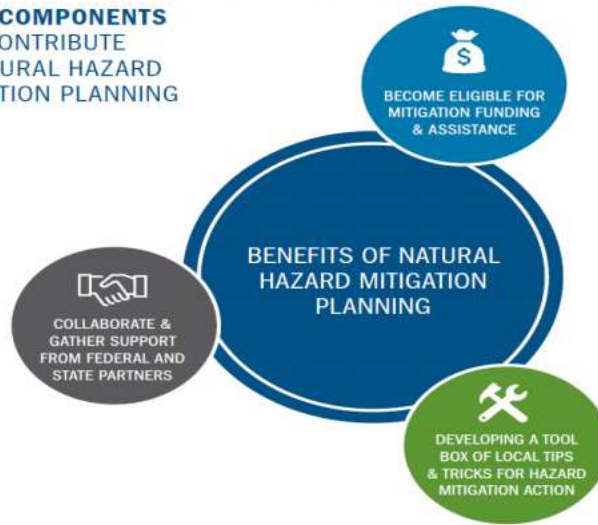 COMPONENTS
ONTRIBUTE
URAL HAZARD
TION PLANNING
$
BECOME ELIGIBLE FOR
MITIGATION FUNDING
& ASSISTANCE
BENEFITS OF NATURAL
HAZARD MITIGATION
PLANNING
COLLABORATE &
GATHER SUPPORT
FROM FEDERAL AND
STATE PARTNERS
DEVELOPING A TOOL
BOX OF LOCAL TIPS
& TRICKS FOR HAZARD
MITIGATION ACTION